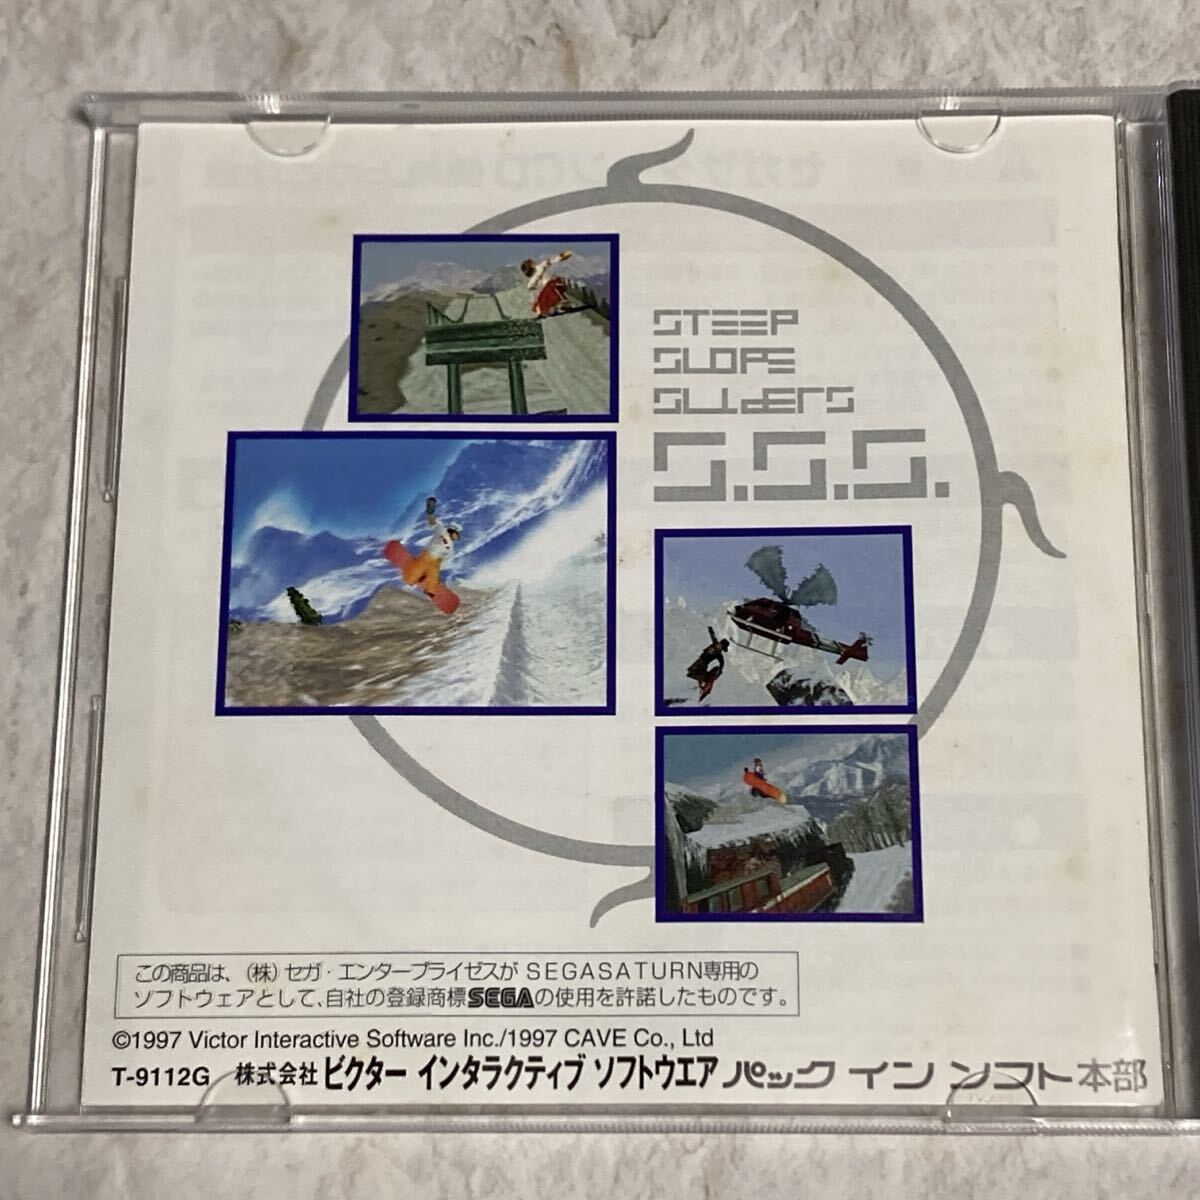 STEEP
SLOPE
SLIDERS
S.S.S.
この商品は、(株)セガ・エンタープライゼスが SEGASATURN専用の
ソフトウェアとして、自社の登録商標SEGAの使用を許諾したものです。
©1997 Victor Interactive Software Inc./1997 CAVE Co., Ltd
T-9112G 株式会社 ビクター インタラクティブ ソフトウエア パック イン ソフト 本部